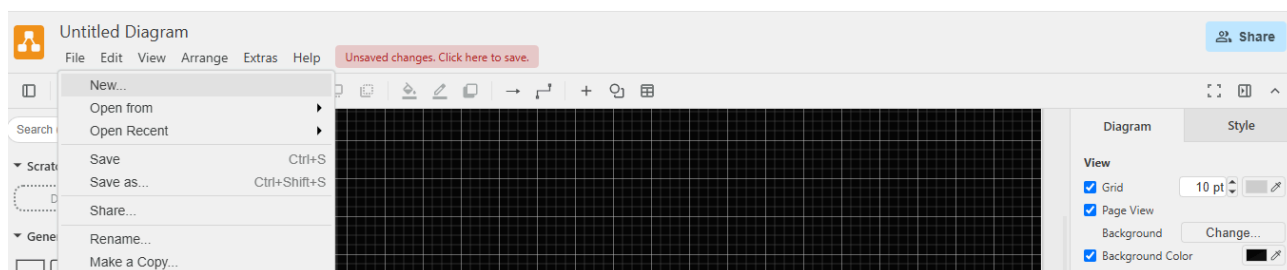 Untitled Diagram
Share
File Edit View Arrange Extras Help
Unsaved changes. Click here to save.
New...
Open from
Open Recent
Save Ctrl+S
Save as... Ctrl+Shift+S
Share...
Rename...
Make a Copy...
Search
Scrat
D
Gene
Diagram Style
View
Grid 10 pt
Page View
Background Change...
Background Color